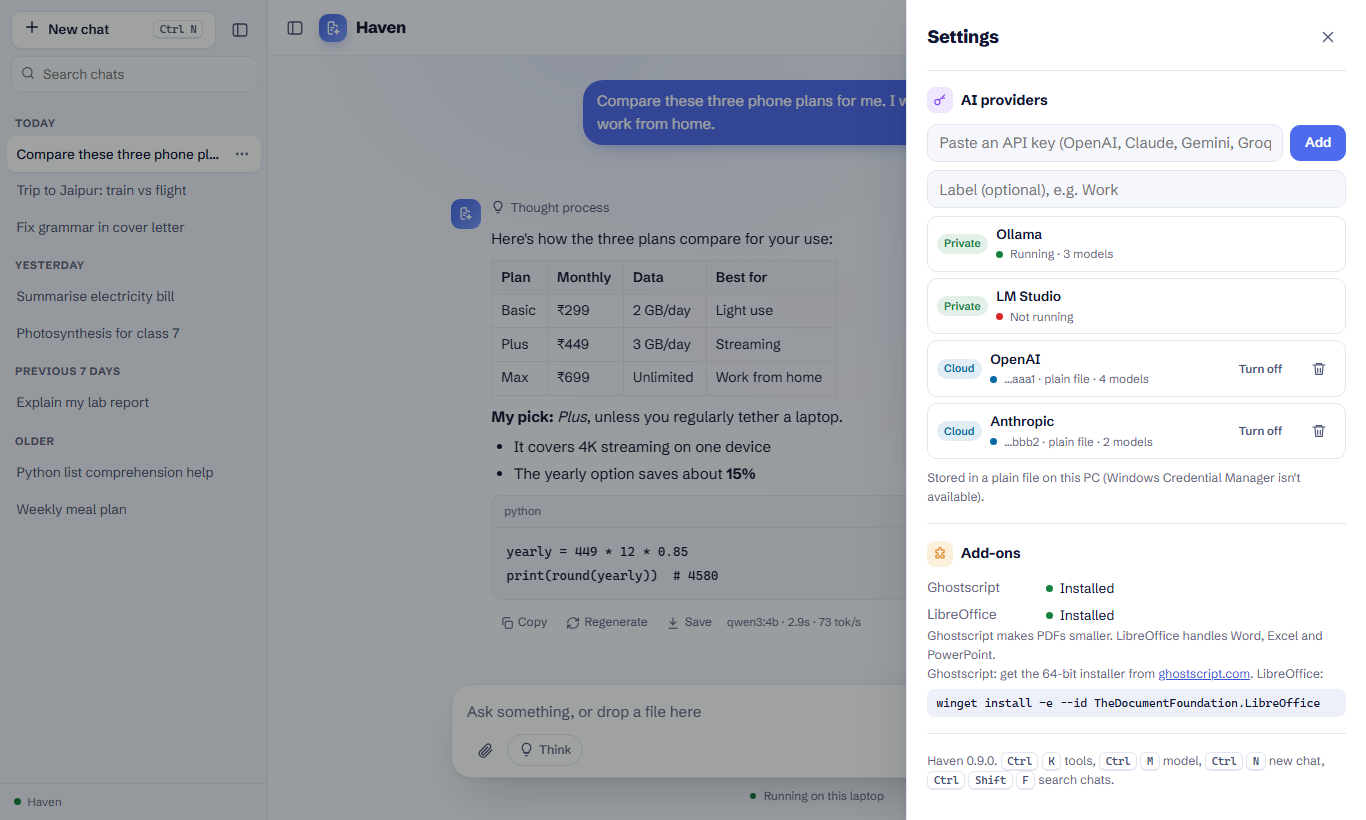 New chat Ctrl N
Search chats
TODAY
Compare these three phone pl...
Trip to Jaipur: train vs flight
Fix grammar in cover letter
YESTERDAY
Summarise electricity bill
Photosynthesis for class 7
PREVIOUS 7 DAYS
Explain my lab report
OLDER
Python list comprehension help
Weekly meal plan
Haven
Haven
Compare these three phone plans for me. I w
work from home.
Thought process
Here's how the three plans compare for your use:
Plan Monthly Data Best for
Basic ₹299 2 GB/day Light use
Plus ₹449 3 GB/day Streaming
Max ₹699 Unlimited Work from home
My pick: Plus, unless you regularly tether a laptop.
• It covers 4K streaming on one device
• The yearly option saves about 15%
python
yearly = 449 * 12 * 0.85
print(round(yearly))  # 4580
Copy Regenerate Save qwen3:4b · 2.9s · 73 tok/s
Ask something, or drop a file here
Think
Running on this laptop
Settings
AI providers
Paste an API key (OpenAI, Claude, Gemini, Groq
Add
Label (optional), e.g. Work
Private Ollama
Running · 3 models
Private LM Studio
Not running
Cloud OpenAI
...aaa1 · plain file · 4 models
Turn off
Cloud Anthropic
...bbb2 · plain file · 2 models
Turn off
Stored in a plain file on this PC (Windows Credential Manager isn't
available).
Add-ons
Ghostscript Installed
LibreOffice Installed
Ghostscript makes PDFs smaller. LibreOffice handles Word, Excel and
PowerPoint.
Ghostscript: get the 64-bit installer from ghostscript.com. LibreOffice:
winget install -e --id TheDocumentFoundation.LibreOffice
Haven 0.9.0. Ctrl K tools, Ctrl M model, Ctrl N new chat,
Ctrl Shift F search chats.